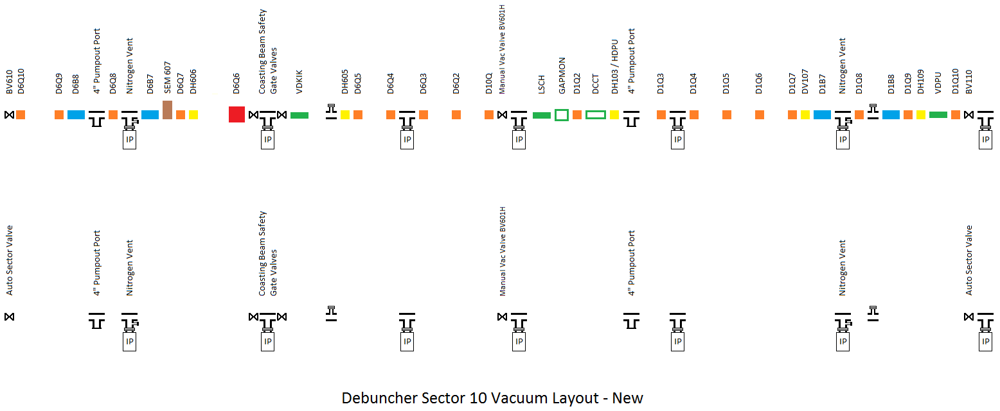 BV610
D6Q10
D6Q9
D6B8
4" Pumpout Port
D6Q8
Nitrogen Vent
D6B7
SEM 607
D6Q7
DH606
D6Q6
Coasting Beam Safety
Gate Valves
VDKIK
DH605
D6Q5
D6Q4
D6Q3
D6Q2
D10Q
Manual Vac Valve BV601H
LSCH
GAPMON
D1Q2
DCCT
DH103 / HDPU
4" Pumpout Port
D1Q3
D1Q4
D1Q5
D1Q6
D1Q7
DV107
D1B7
Nitrogen Vent
D1Q8
D1B8
D1Q9
DH109
VDPU
D1Q10
BV110
IP
IP
IP
IP
IP
IP
IP
Auto Sector Valve
4" Pumpout Port
Nitrogen Vent
Coasting Beam Safety
Gate Valves
Manual Vac Valve BV601H
4" Pumpout Port
Nitrogen Vent
Auto Sector Valve
IP
IP
IP
IP
IP
IP
IP
Debuncher Sector 10 Vacuum Layout - New